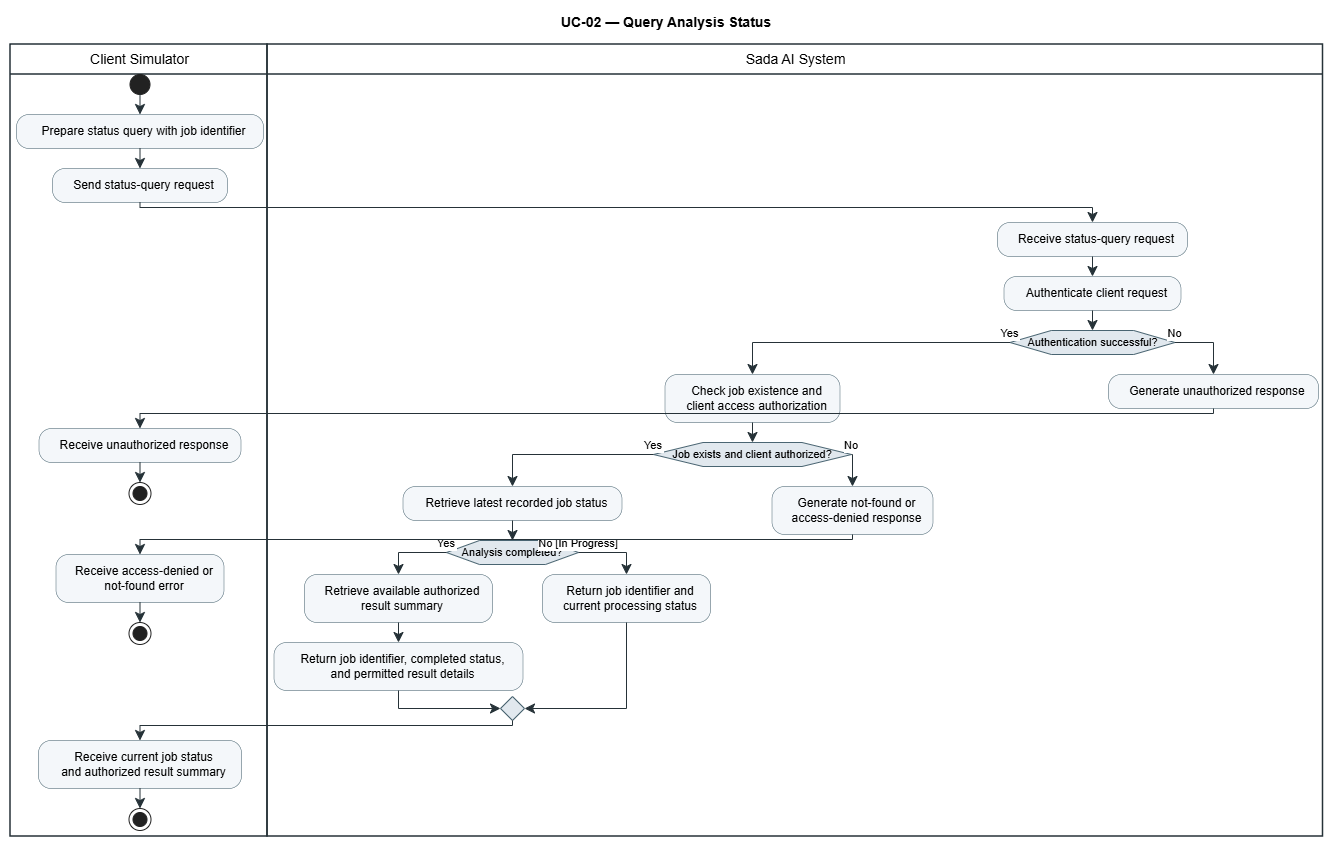 UC-02 — Query Analysis Status
Client Simulator
Sada AI System
Prepare status query with job identifier
Send status-query request
Receive status-query request
Authenticate client request
Yes
Authentication successful?
No
Check job existence and
client access authorization
Generate unauthorized response
Receive unauthorized response
Yes
Job exists and client authorized?
No
Retrieve latest recorded job status
Generate not-found or
access-denied response
Yes
Analysis completed?
No [In Progress]
Receive access-denied or
not-found error
Retrieve available authorized
result summary
Return job identifier and
current processing status
Return job identifier, completed status,
and permitted result details
Receive current job status
and authorized result summary